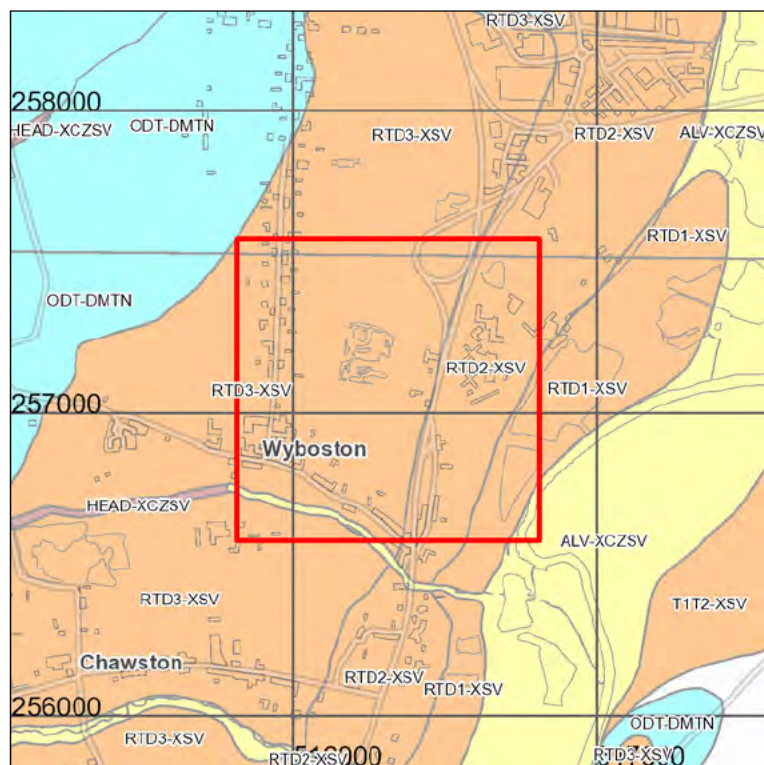 RTD3-XSV
258000
HEAD-XCZSV
ODT-DMTN
RTD3-XSV
RTD2-XSV
ALV-XCZSV
RTD1-XSV
ODT-DMTN
RTD2-XSV
RTD3-XSV
RTD1-XSV
257000
Wyboston
HEAD-XCZSV
ALV-XCZSV
RTD3-XSV
T1T2-XSV
Chawston
RTD2-XSV
RTD1-XSV
256000
ODT-DMTN
RTD3-XSV
RTD2-XSV
RTD3-XSV